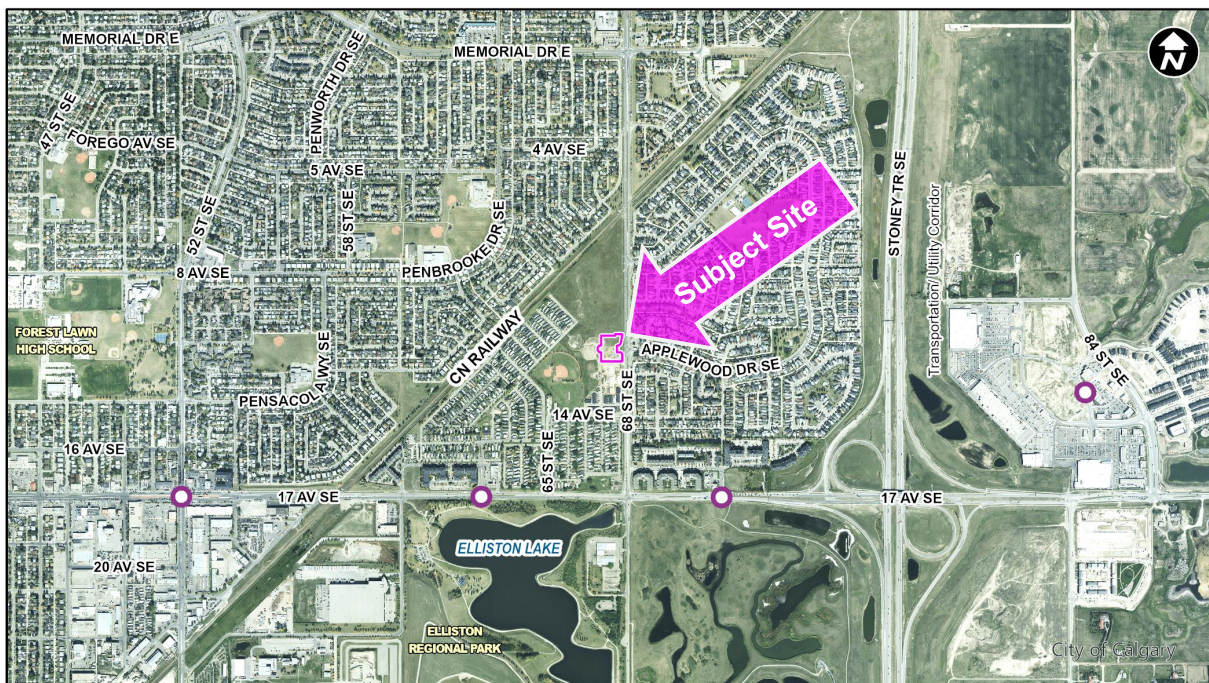 MEMORIAL DR E
MEMORIAL DR E
N
PENWORTH DR SE
47 ST SE
FOREGO AV SE
4 AV SE
5 AV SE
58 ST SE
52 ST SE
PENBROOKE DR SE
8 AV SE
Subject Site
STONEY TR SE
Transportation/ Utility Corridor
FOREST LAWN
HIGH SCHOOL
CN RAILWAY
APPLEWOOD DR SE
84 ST SE
PENSACOLA WY SE
14 AV SE
68 ST SE
16 AV SE
65 ST SE
17 AV SE
17 AV SE
ELLISTON LAKE
20 AV SE
ELLISTON
REGIONAL PARK
City of Calgary